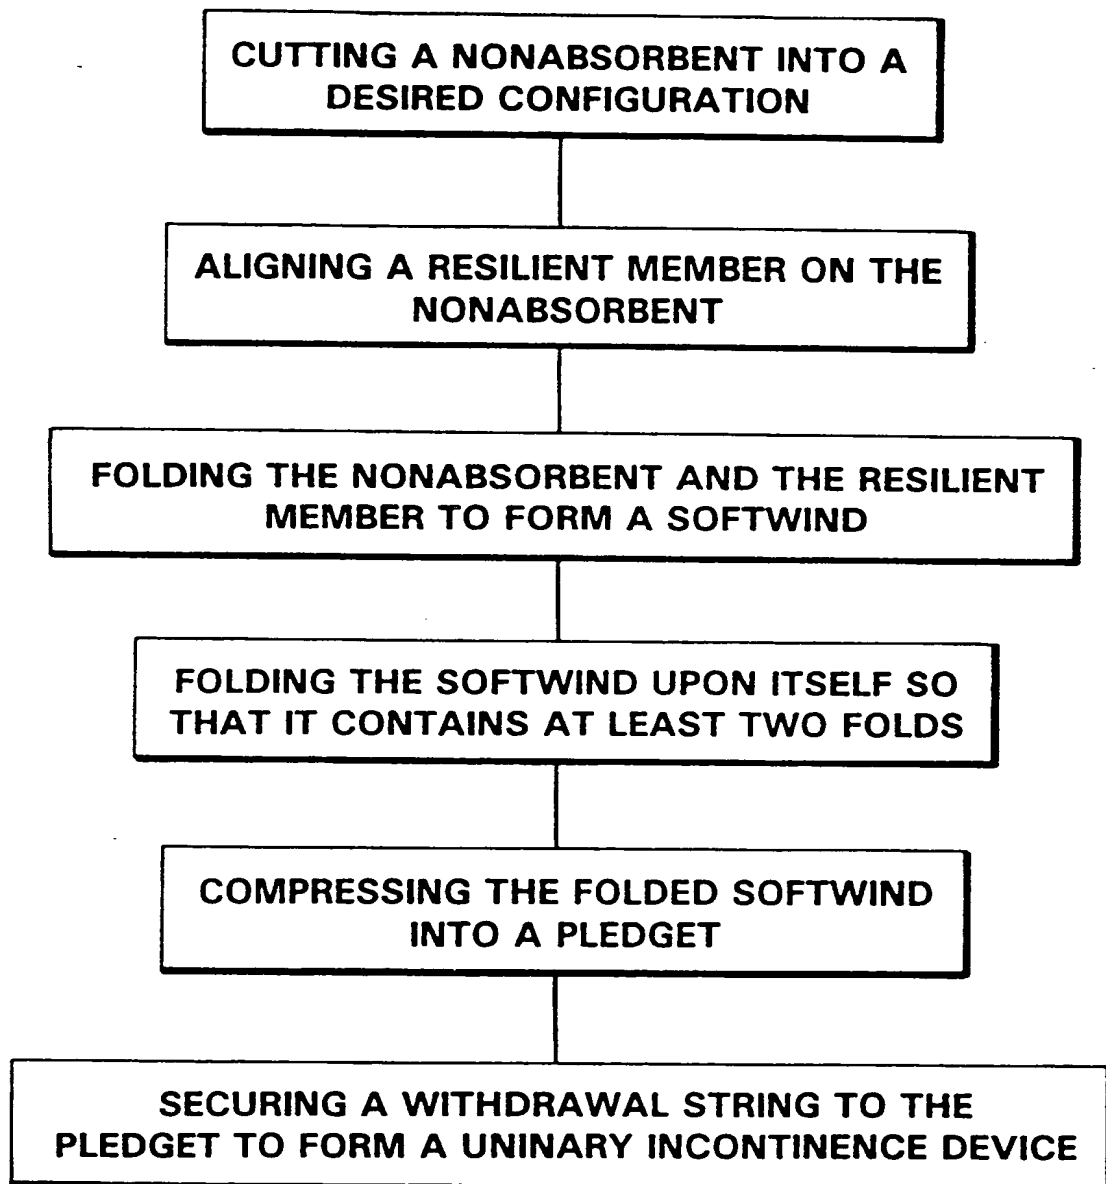 CUTTING A NONABSORBENT INTO A
DESIRED CONFIGURATION
ALIGNING A RESILIENT MEMBER ON THE
NONABSORBENT
FOLDING THE NONABSORBENT AND THE RESILIENT
MEMBER TO FORM A SOFTWIND
FOLDING THE SOFTWIND UPON ITSELF SO
THAT IT CONTAINS AT LEAST TWO FOLDS
COMPRESSING THE FOLDED SOFTWIND
INTO A PLEDGET
SECURING A WITHDRAWAL STRING TO THE
PLEDGET TO FORM A UNINARY INCONTINENCE DEVICE